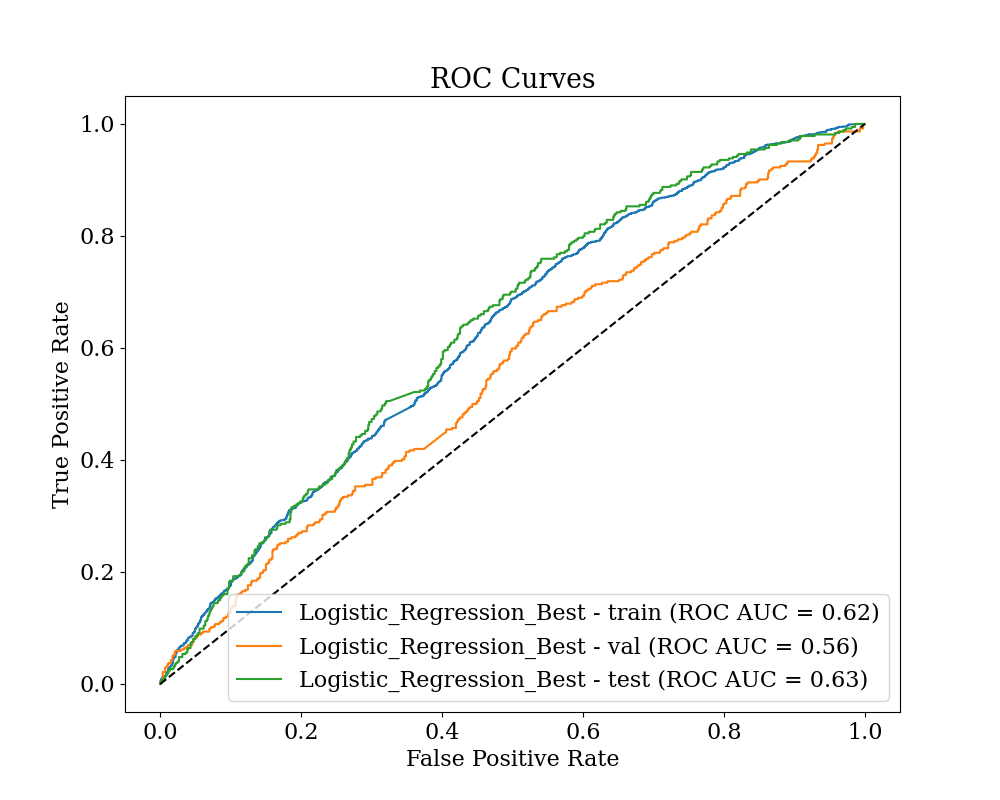 ROC Curves
1.0
0.8
0.6
0.4
0.2
0.0
True Positive Rate
Logistic_Regression_Best - train (ROC AUC = 0.62)
Logistic_Regression_Best - val (ROC AUC = 0.56)
Logistic_Regression_Best - test (ROC AUC = 0.63)
0.0 0.2 0.4 0.6 0.8 1.0
False Positive Rate